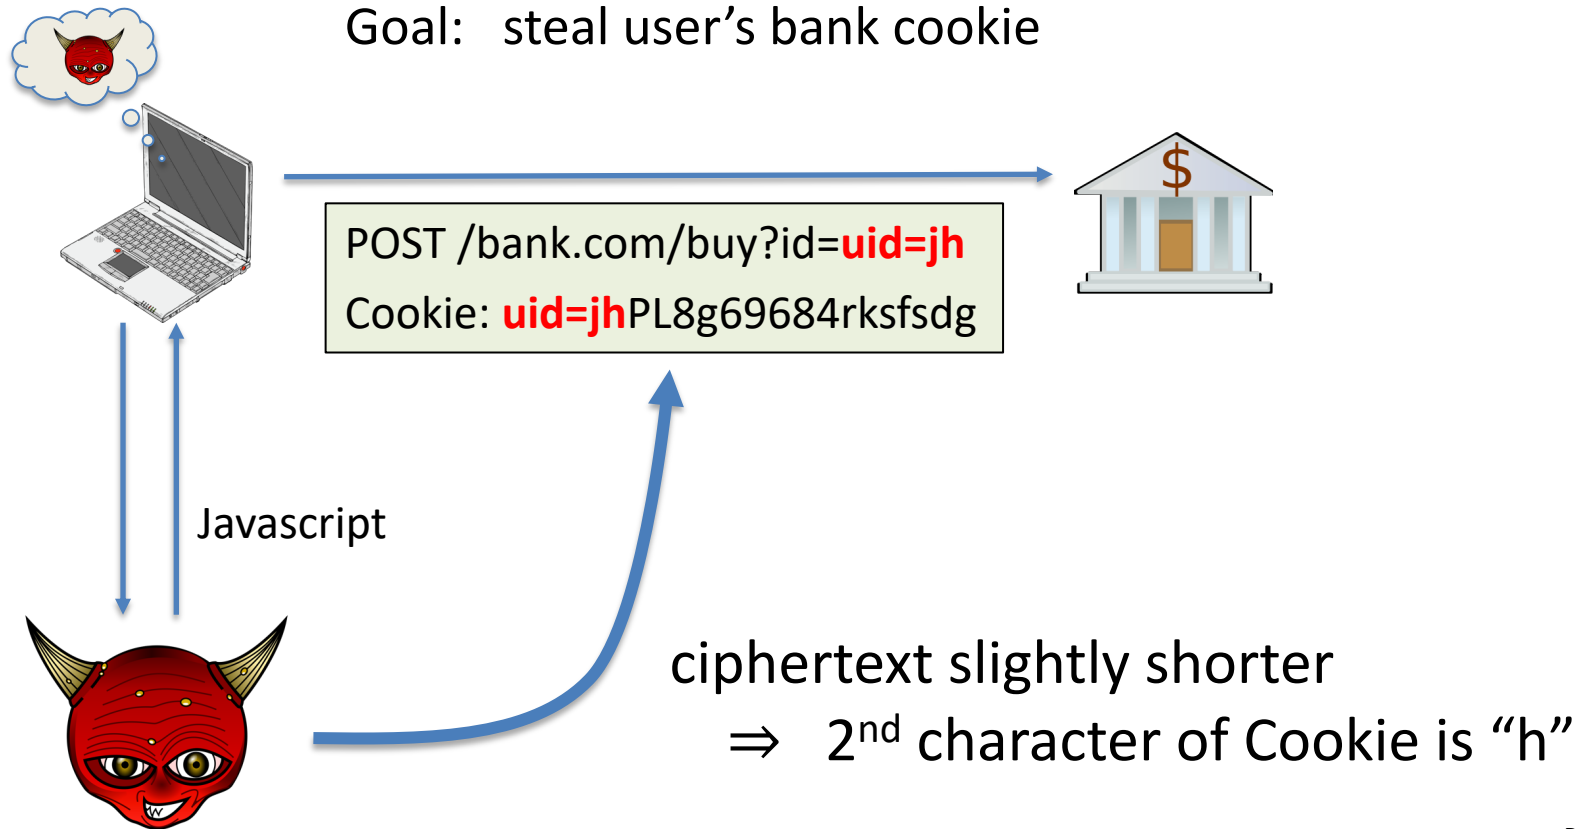 Goal: steal user’s bank cookie
$
POST /bank.com/buy?id=uid=jh
Cookie: uid=jhPL8g69684rksfsdg
Javascript
ciphertext slightly shorter
⇒ 2nd character of Cookie is “h”